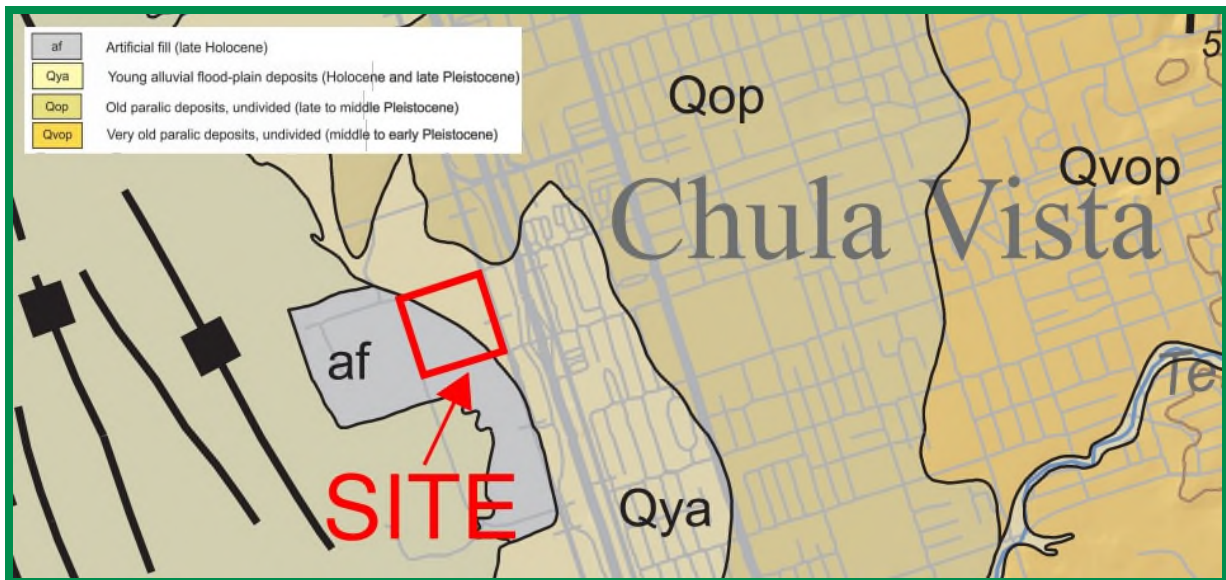 af Artificial fill (late Holocene)
Qya Young alluvial flood-plain deposits (Holocene and late Pleistocene)
Qop Old paralic deposits, undivided (late to middle Pleistocene)
Qvop Very old paralic deposits, undivided (middle to early Pleistocene)
5
Qop
Qvop
Chula Vista
af
Te
SITE
Qya